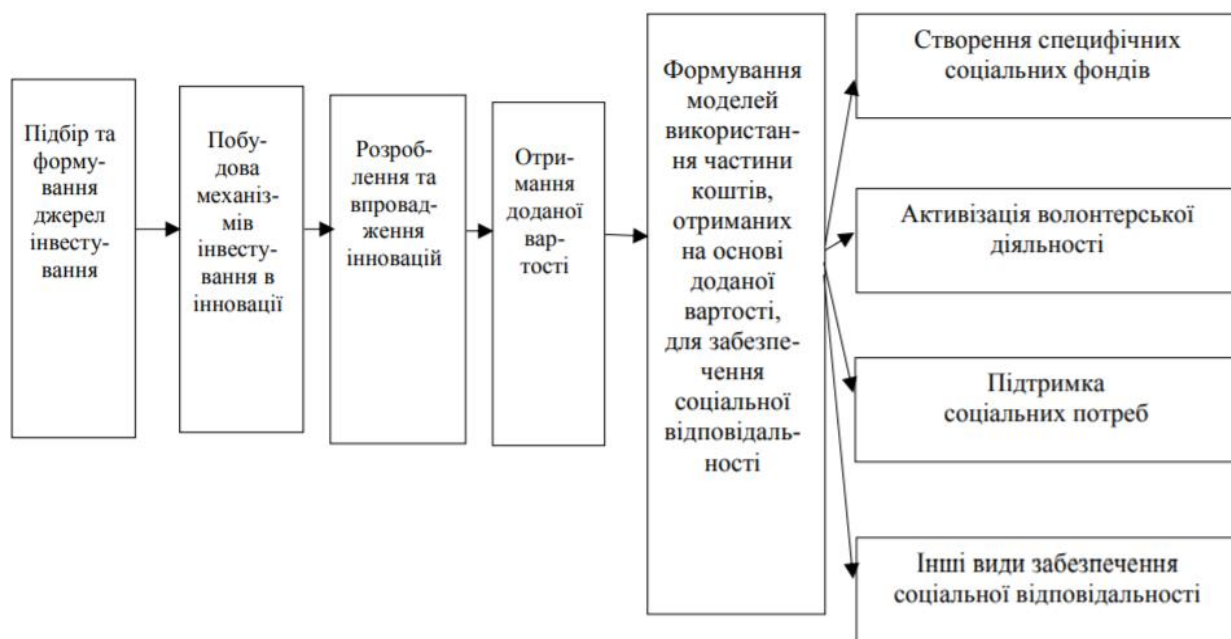 Підбір та
форму-
вання
джерел
інвесту-
вання
Побу-
дова
механіз-
мів
інвесту-
вання в
інновації
Розроб-
лення та
впровад-
ження
інновацій
Отри-
мання
доданої
вар-
тості
Формування
моделей
використан-
ня частини
коштів,
отриманих
на основі
доданої
вартості,
для забезпе-
чення
соціальної
відповідаль-
ності
Створення специфічних
соціальних фондів
Активізація волонтерської
діяльності
Підтримка
соціальних потреб
Інші види забезпечення
соціальної відповідальності